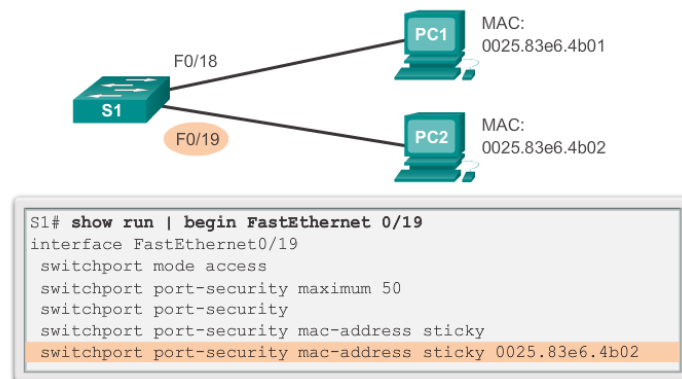 PC1
MAC:
0025.83e6.4b01
F0/18
S1
F0/19
PC2
MAC:
0025.83e6.4b02
S1# show run | begin FastEthernet 0/19
interface FastEthernet0/19
switchport mode access
switchport port-security maximum 50
switchport port-security
switchport port-security mac-address sticky
switchport port-security mac-address sticky 0025.83e6.4b02